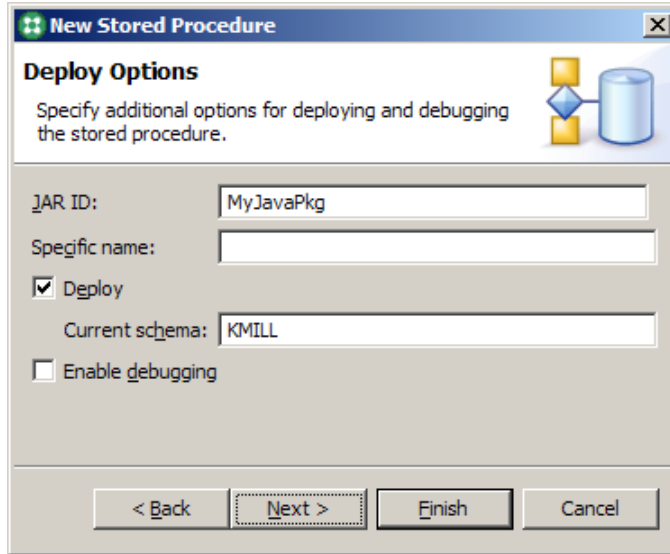 New Stored Procedure
Deploy Options
Specify additional options for deploying and debugging
the stored procedure.
JAR ID: MyJavaPkg
Specific name:
Deploy
Current schema: KMILL
Enable debugging
< Back Next > Finish Cancel